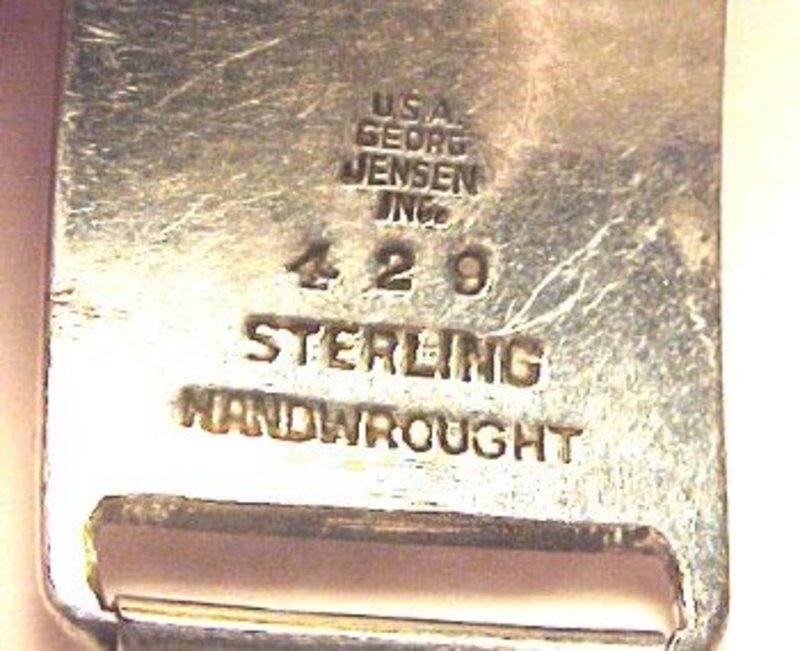 U.S.A.
GEORG
JENSEN
INC.
429
STERLING
HANDWROUGHT